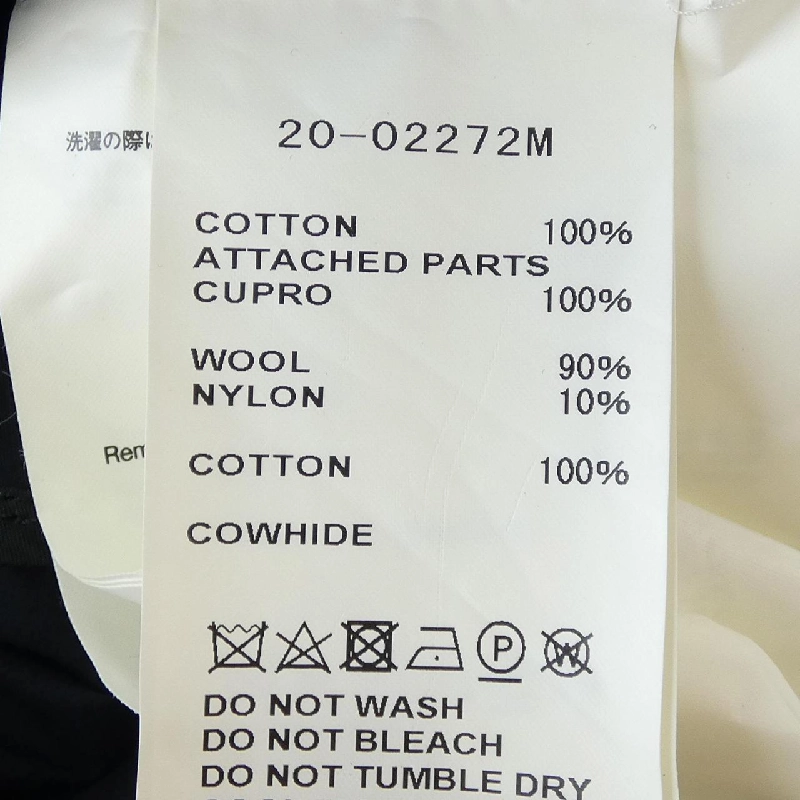 洗濯の際に
20-02272M
COTTON 100%
ATTACHED PARTS
CUPRO 100%
WOOL 90%
NYLON 10%
Rem
COTTON 100%
COWHIDE
P
W
DO NOT WASH
DO NOT BLEACH
DO NOT TUMBLE DRY